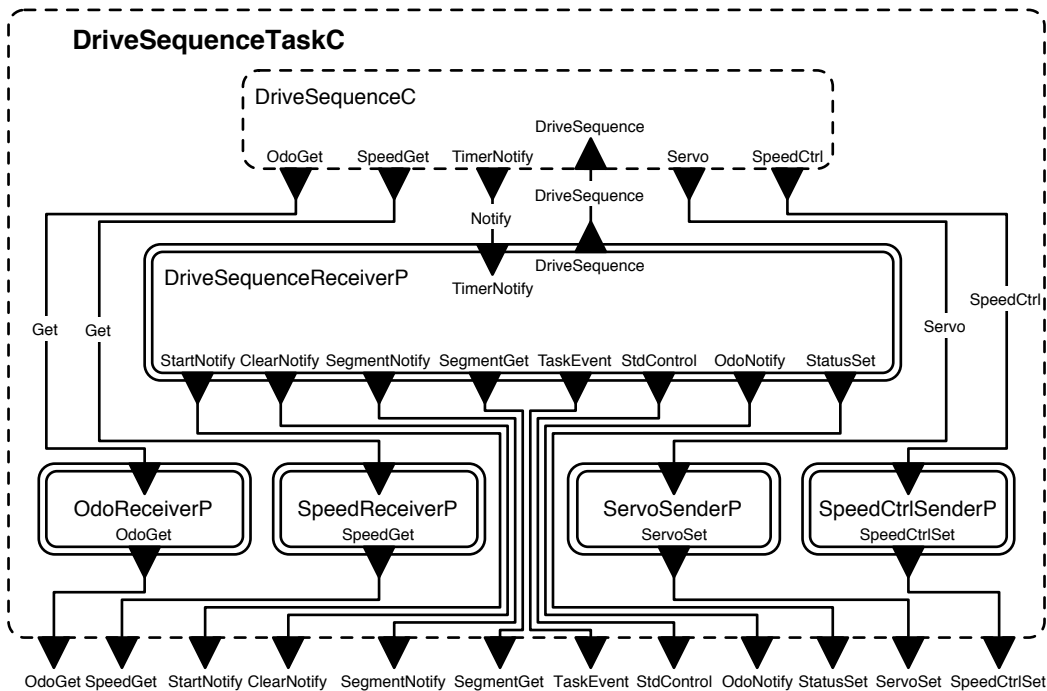 DriveSequenceTaskC
DriveSequenceC
DriveSequence
OdoGet SpeedGet TimerNotify Servo SpeedCtrl
DriveSequence
Notify
DriveSequence
DriveSequenceReceiverP
TimerNotify
SpeedCtrl
Get Get Servo
StartNotify ClearNotify SegmentNotify SegmentGet TaskEvent StdControl OdoNotify StatusSet
OdoReceiverP SpeedReceiverP ServoSenderP SpeedCtrlSenderP
OdoGet SpeedGet ServoSet SpeedCtrlSet
OdoGet SpeedGet StartNotify ClearNotify SegmentNotify SegmentGet TaskEvent StdControl OdoNotify StatusSet ServoSet SpeedCtrlSet